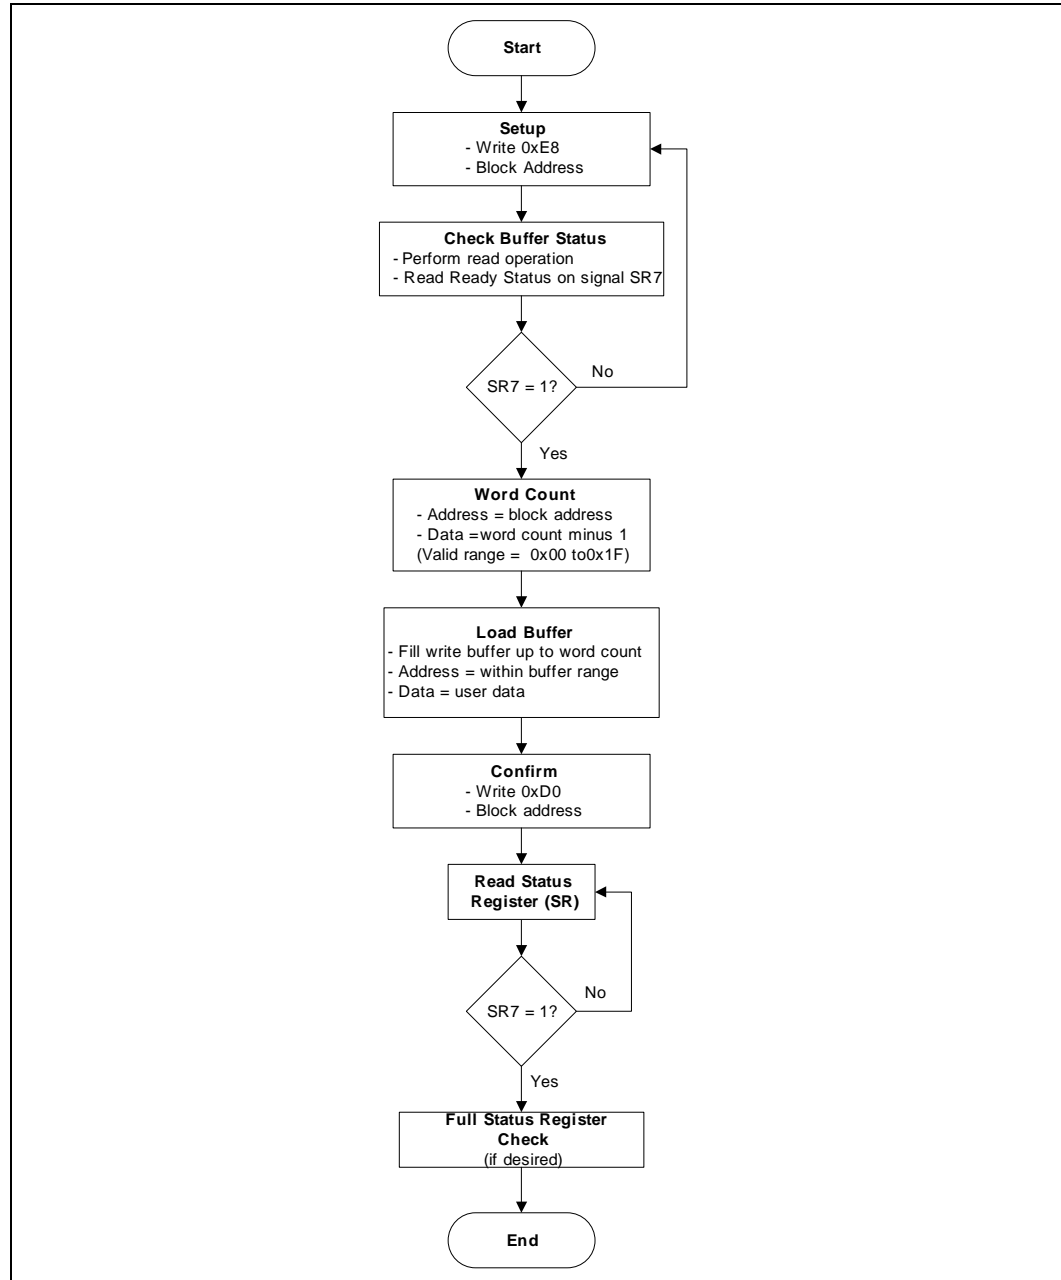 Start
Setup
- Write 0xE8
- Block Address
Check Buffer Status
- Perform read operation
- Read Ready Status on signal SR7
SR7 = 1?
No
Yes
Word Count
- Address = block address
- Data =word count minus 1
(Valid range = 0x00 to0x1F)
Load Buffer
- Fill write buffer up to word count
- Address = within buffer range
- Data = user data
Confirm
- Write 0xD0
- Block address
Read Status
Register (SR)
SR7 = 1?
No
Yes
Full Status Register
Check
(if desired)
End